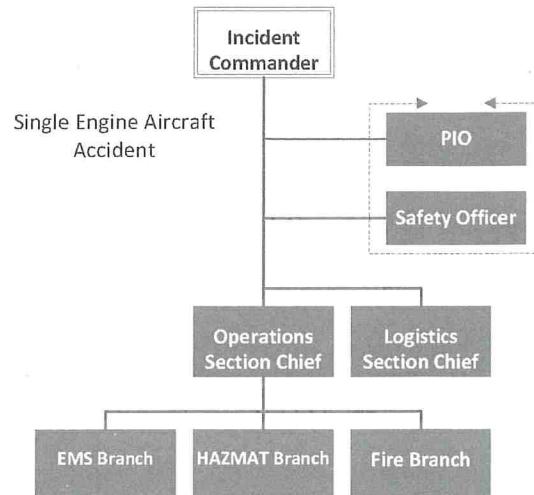 Incident
Commander
Single Engine Aircraft
Accident
PIO
Safety Officer
Operations
Section Chief
Logistics
Section Chief
EMS Branch
HAZMAT Branch
Fire Branch